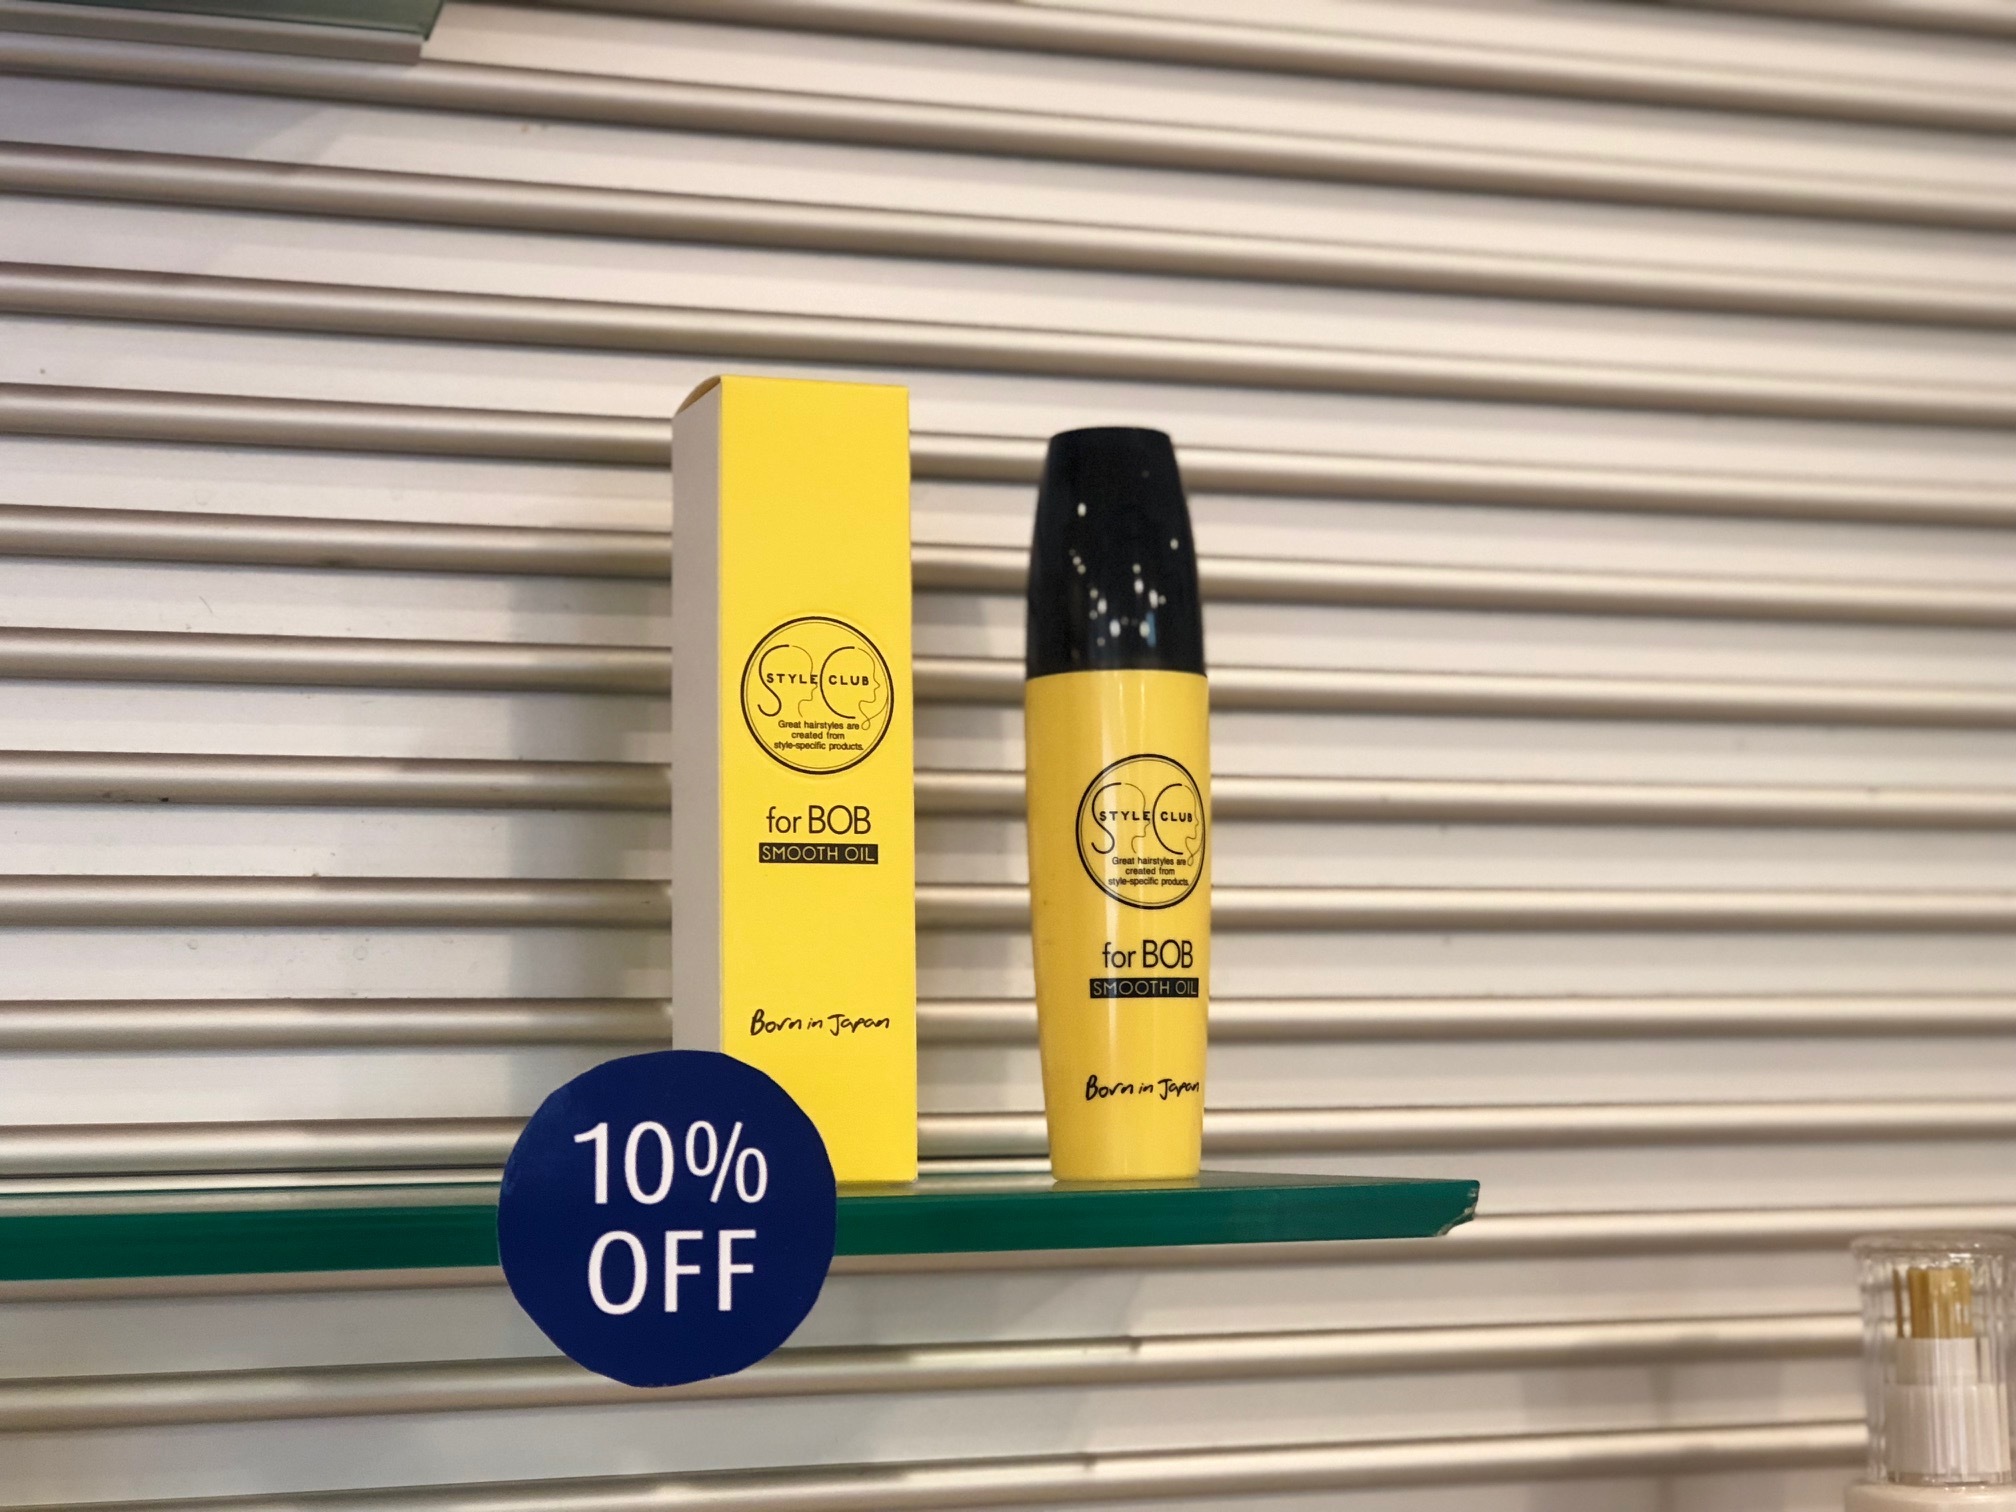 STYLE CLUB
Great hairstyles are
created from
style-specific products.
for BOB
SMOOTH OIL
Born in Japan
STYLE CLUB
Great hairstyles are
created from
style-specific products.
for BOB
SMOOTH OIL
Born in Japan
10%
OFF